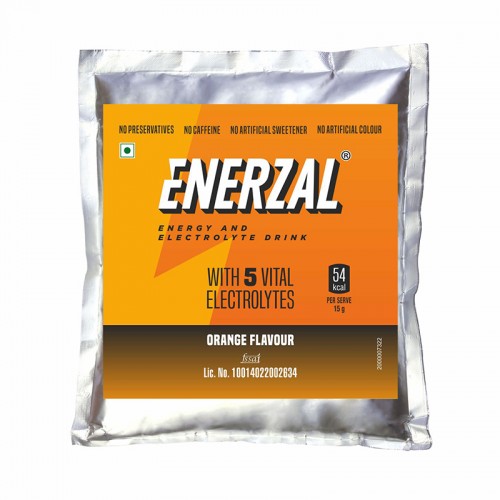 NO PRESERVATIVES NO CAFFEINE NO ARTIFICIAL SWEETENER NO ARTIFICIAL COLOUR
ENERZAL®
ENERGY AND
ELECTROLYTE DRINK
WITH 5 VITAL
ELECTROLYTES
54
kcal
PER SERVE
15 g
ORANGE FLAVOUR
fssai
Lic. No. 10014022002634
2000007322